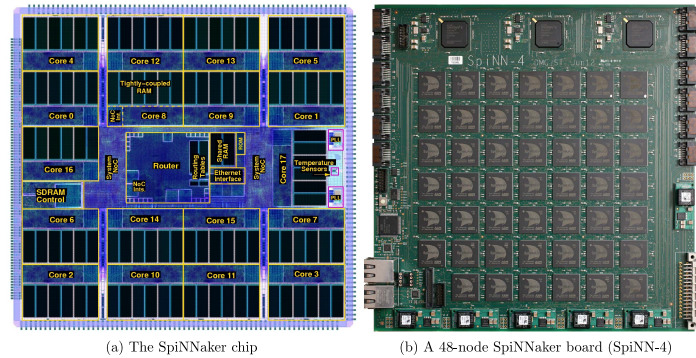 Core 4
Core 12
Core 13
Core 5
Tightly-coupled
RAM
Core 0
NoC
Int.
Core 8
Core 9
Core 1
Core 16
System
NoC
Router
NoC
Ints
Routing
Tables
Shared
RAM
ROM
Ethernet
Interface
System
NoC
Core 17
Temperature
Sensors
SDRAM
Control
Core 6
Core 14
Core 15
Core 7
Core 2
Core 10
Core 11
Core 3
SpiNN-4
(a) The SpiNNaker chip
(b) A 48-node SpiNNaker board (SpiNN-4)